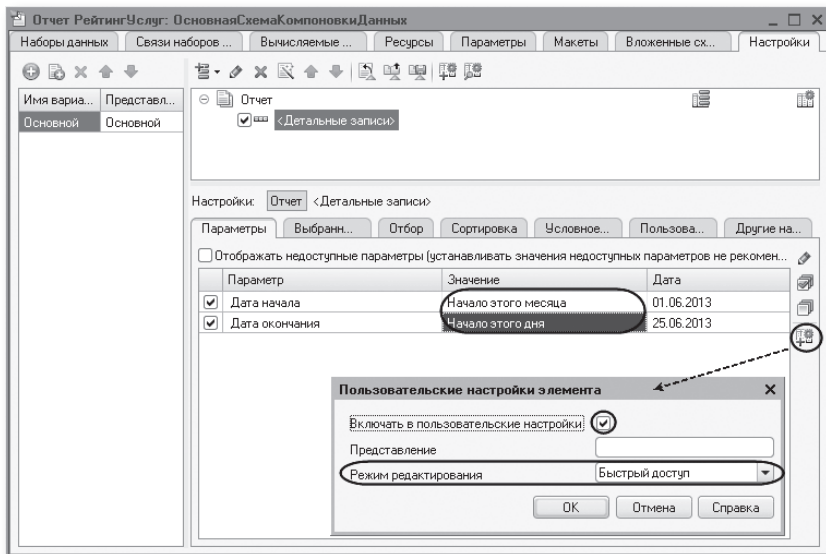 Отчет РейтингУслуг: ОсновнаяСхемаКомпоновкиДанных
Наборы данных Связи наборов ... Вычисляемые ... Ресурсы Параметры Макеты Вложенные сх... Настройки
Имя вариа... Представл...
Основной Основной
Отчет
<Детальные записи>
Настройки: Отчет <Детальные записи>
Параметры Выбранн... Отбор Сортировка Условное... Пользова... Другие на...
Отображать недоступные параметры (устанавливать значения недоступных параметров не рекомен...
Параметр Значение Дата
Дата начала Начало этого месяца 01.06.2013
Дата окончания Начало этого дня 25.06.2013
Пользовательские настройки элемента
Включать в пользовательские настройки
Представление
Режим редактирования Быстрый доступ
ОК Отмена Справка